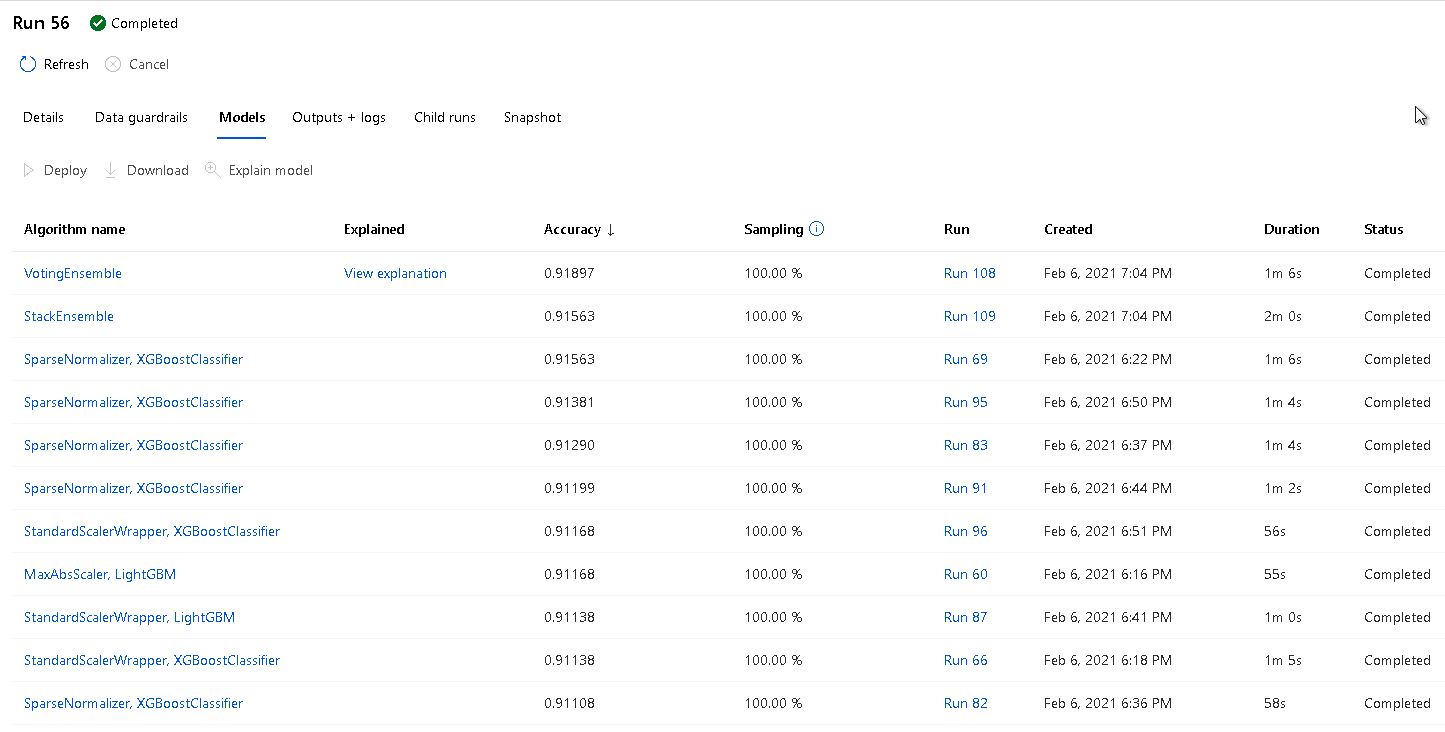 Run 56 Completed
Refresh Cancel
Details Data guardrails Models Outputs + logs Child runs Snapshot
Deploy Download Explain model
Algorithm name Explained Accuracy ↓ Sampling Run Created Duration Status
VotingEnsemble View explanation 0.91897 100.00 % Run 108 Feb 6, 2021 7:04 PM 1m 6s Completed
StackEnsemble 0.91563 100.00 % Run 109 Feb 6, 2021 7:04 PM 2m 0s Completed
SparseNormalizer, XGBoostClassifier 0.91563 100.00 % Run 69 Feb 6, 2021 6:22 PM 1m 6s Completed
SparseNormalizer, XGBoostClassifier 0.91381 100.00 % Run 95 Feb 6, 2021 6:50 PM 1m 4s Completed
SparseNormalizer, XGBoostClassifier 0.91290 100.00 % Run 83 Feb 6, 2021 6:37 PM 1m 4s Completed
SparseNormalizer, XGBoostClassifier 0.91199 100.00 % Run 91 Feb 6, 2021 6:44 PM 1m 2s Completed
StandardScalerWrapper, XGBoostClassifier 0.91168 100.00 % Run 96 Feb 6, 2021 6:51 PM 56s Completed
MaxAbsScaler, LightGBM 0.91168 100.00 % Run 60 Feb 6, 2021 6:16 PM 55s Completed
StandardScalerWrapper, LightGBM 0.91138 100.00 % Run 87 Feb 6, 2021 6:41 PM 1m 0s Completed
StandardScalerWrapper, XGBoostClassifier 0.91138 100.00 % Run 66 Feb 6, 2021 6:18 PM 1m 5s Completed
SparseNormalizer, XGBoostClassifier 0.91108 100.00 % Run 82 Feb 6, 2021 6:36 PM 58s Completed